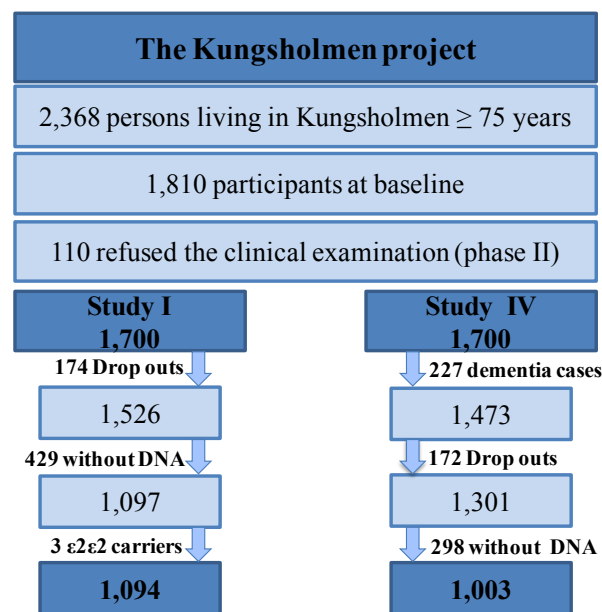 The Kungsholmen project
2,368 persons living in Kungsholmen ≥ 75 years
1,810 participants at baseline
110 refused the clinical examination (phase II)
Study I
1,700
174 Drop outs
1,526
429 without DNA
1,097
3 ε2ε2 carriers
1,094
Study IV
1,700
227 dementia cases
1,473
172 Drop outs
1,301
298 without DNA
1,003